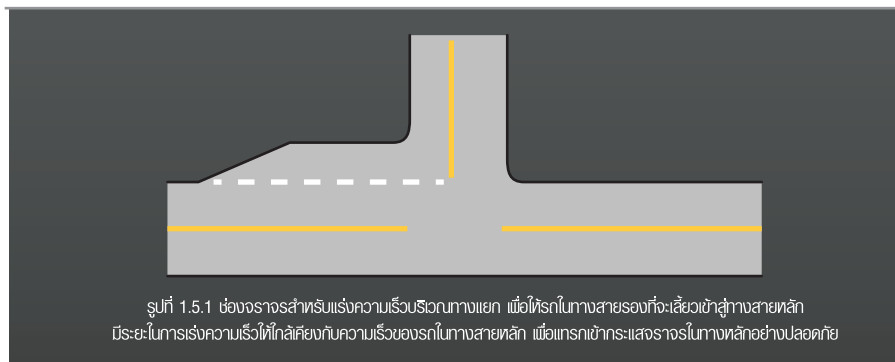 รูปที่ 1.5.1 ช่องจราจรสำหรับเร่งความเร็วบริเวณทางแยก เพื่อให้รถในทางสายรองที่จะเลี้ยวเข้าสู่ทางสายหลัก
มีระยะในการเร่งความเร็วให้ใกล้เคียงกับความเร็วของรถในทางสายหลัก เพื่อแทรกเข้ากระแสจราจรในทางหลักอย่างปลอดภัย